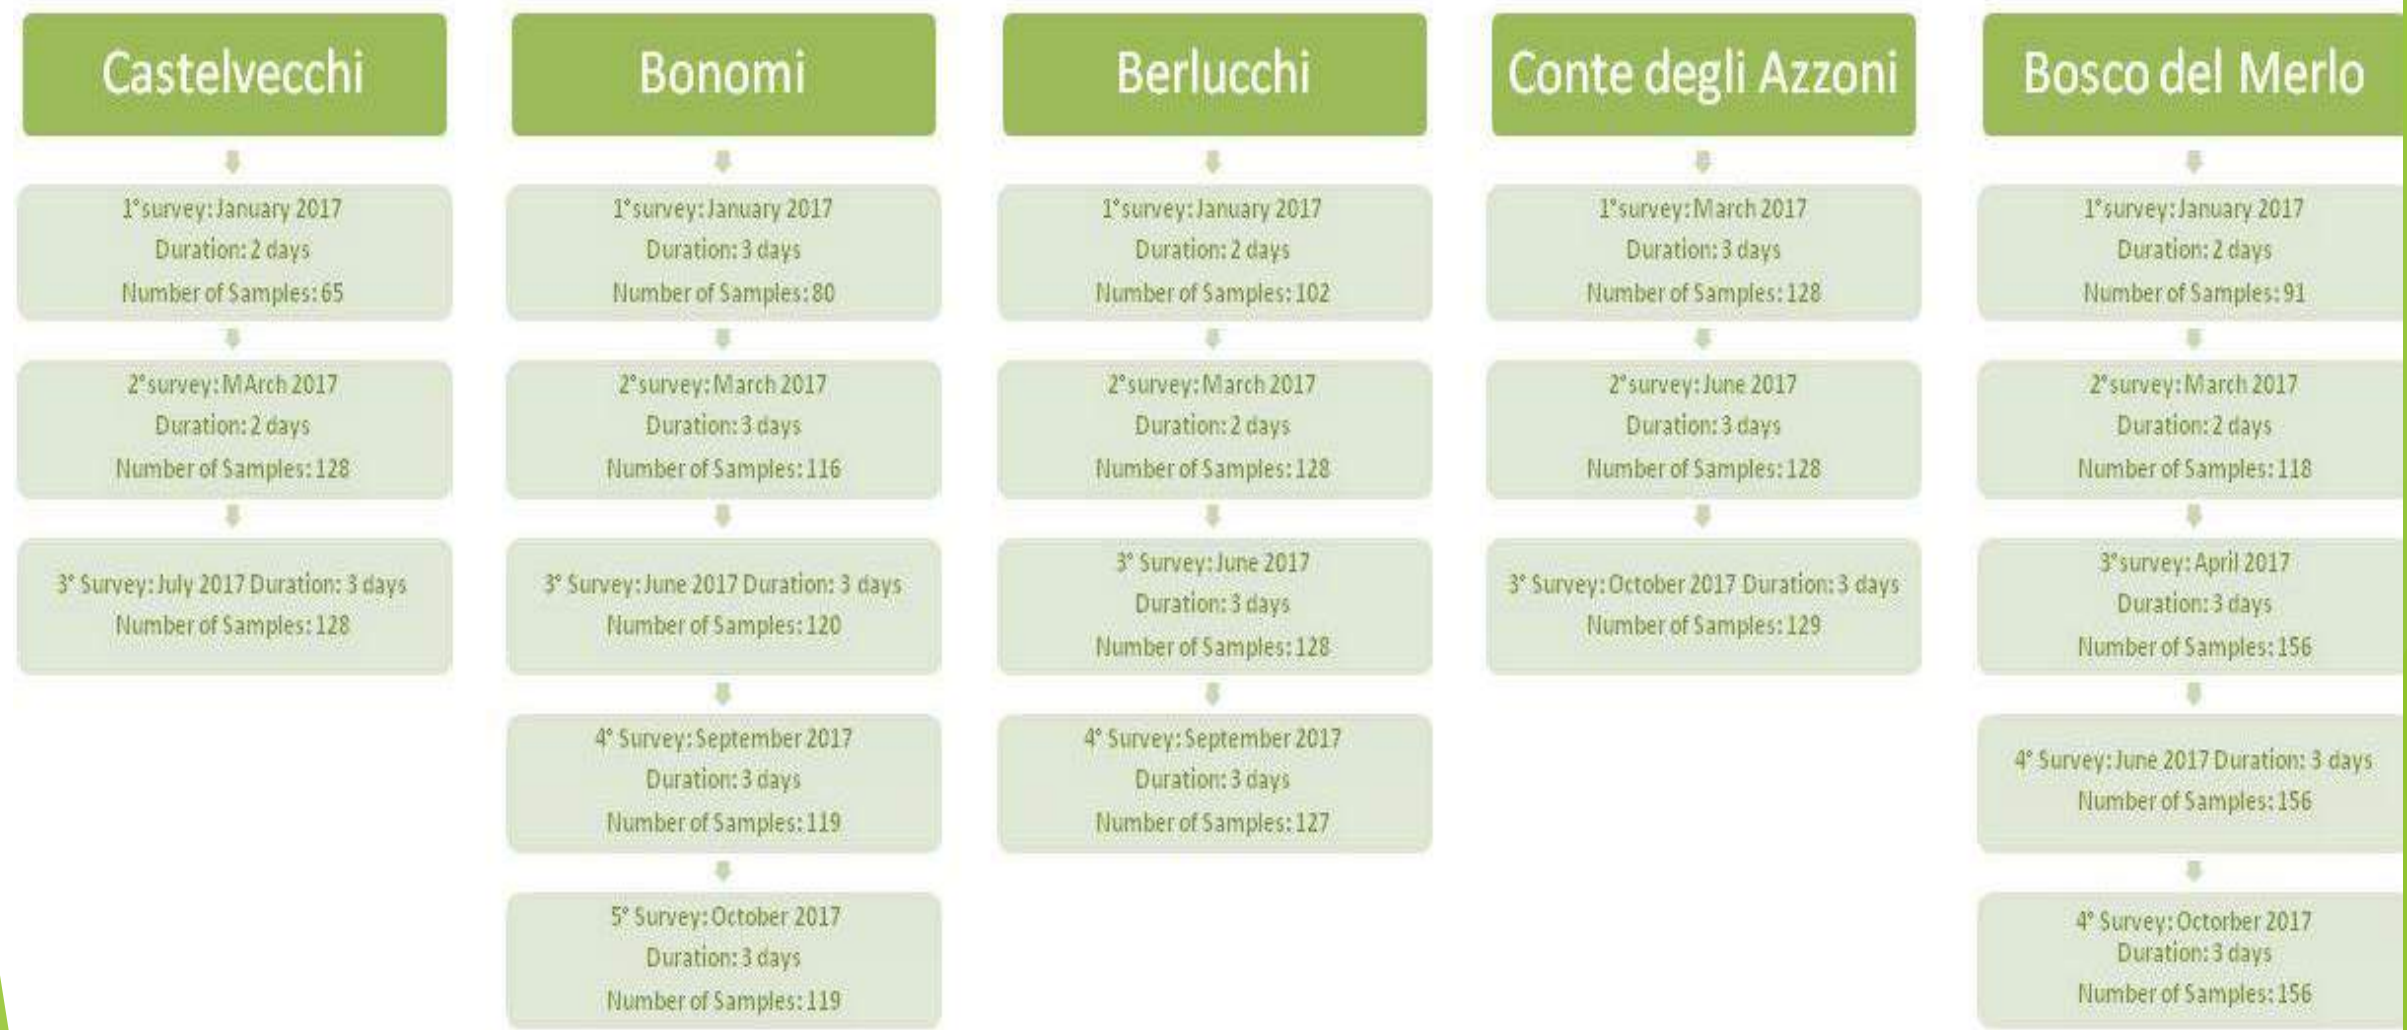 Castelvecchi
1°survey: January 2017
Duration: 2 days
Number of Samples: 65
2°survey: MArch 2017
Duration: 2 days
Number of Samples: 128
3° Survey: July 2017 Duration: 3 days
Number of Samples: 128
Bonomi
1°survey: January 2017
Duration: 3 days
Number of Samples: 80
2°survey: March 2017
Duration: 3 days
Number of Samples: 116
3° Survey: June 2017 Duration: 3 days
Number of Samples: 120
4° Survey: September 2017
Duration: 3 days
Number of Samples: 119
5° Survey: October 2017
Duration: 3 days
Number of Samples: 119
Berlucchi
1°survey: January 2017
Duration: 2 days
Number of Samples: 102
2°survey: March 2017
Duration: 2 days
Number of Samples: 128
3° Survey: June 2017
Duration: 3 days
Number of Samples: 128
4° Survey: September 2017
Duration: 3 days
Number of Samples: 127
Conte degli Azzoni
1°survey: March 2017
Duration: 3 days
Number of Samples: 128
2°survey: June 2017
Duration: 3 days
Number of Samples: 128
3° Survey: October 2017 Duration: 3 days
Number of Samples: 129
Bosco del Merlo
1°survey: January 2017
Duration: 2 days
Number of Samples: 91
2°survey: March 2017
Duration: 2 days
Number of Samples: 118
3°survey: April 2017
Duration: 3 days
Number of Samples: 156
4° Survey: June 2017 Duration: 3 days
Number of Samples: 156
4° Survey: Octorber 2017
Duration: 3 days
Number of Samples: 156